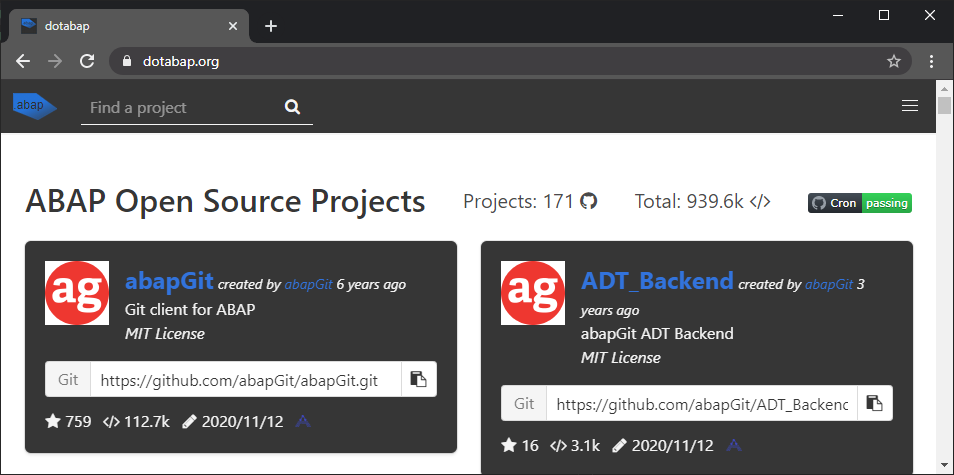 dotabap
dotabap.org
abap
Find a project
ABAP Open Source Projects
Projects: 171
Total: 939.6k </>
Cron passing
ag
abapGit created by abapGit 6 years ago
Git client for ABAP
MIT License
Git https://github.com/abapGit/abapGit.git
759 </> 112.7k 2020/11/12
ag
ADT_Backend created by abapGit 3
years ago
abapGit ADT Backend
MIT License
Git https://github.com/abapGit/ADT_Backend
16 </> 3.1k 2020/11/12